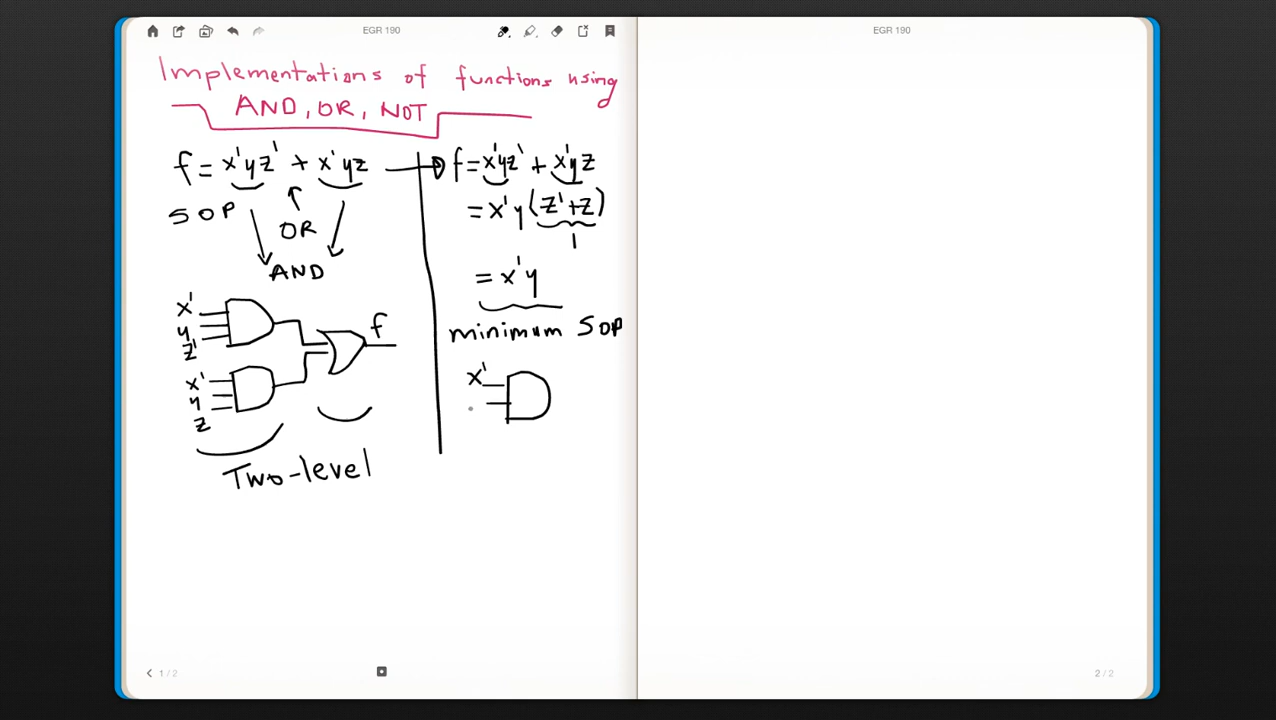 EGR 190
EGR 190
Implementations of functions using
AND, OR, NOT
f = x'yz' + x'yz
SOP
OR
AND
x'
y
z'
x'
y
z
f
Two-level
f = x'yz' + x'yz
= x'y(z'+z)
1
= x'y
minimum SOP
x'
1 / 2
2 / 2